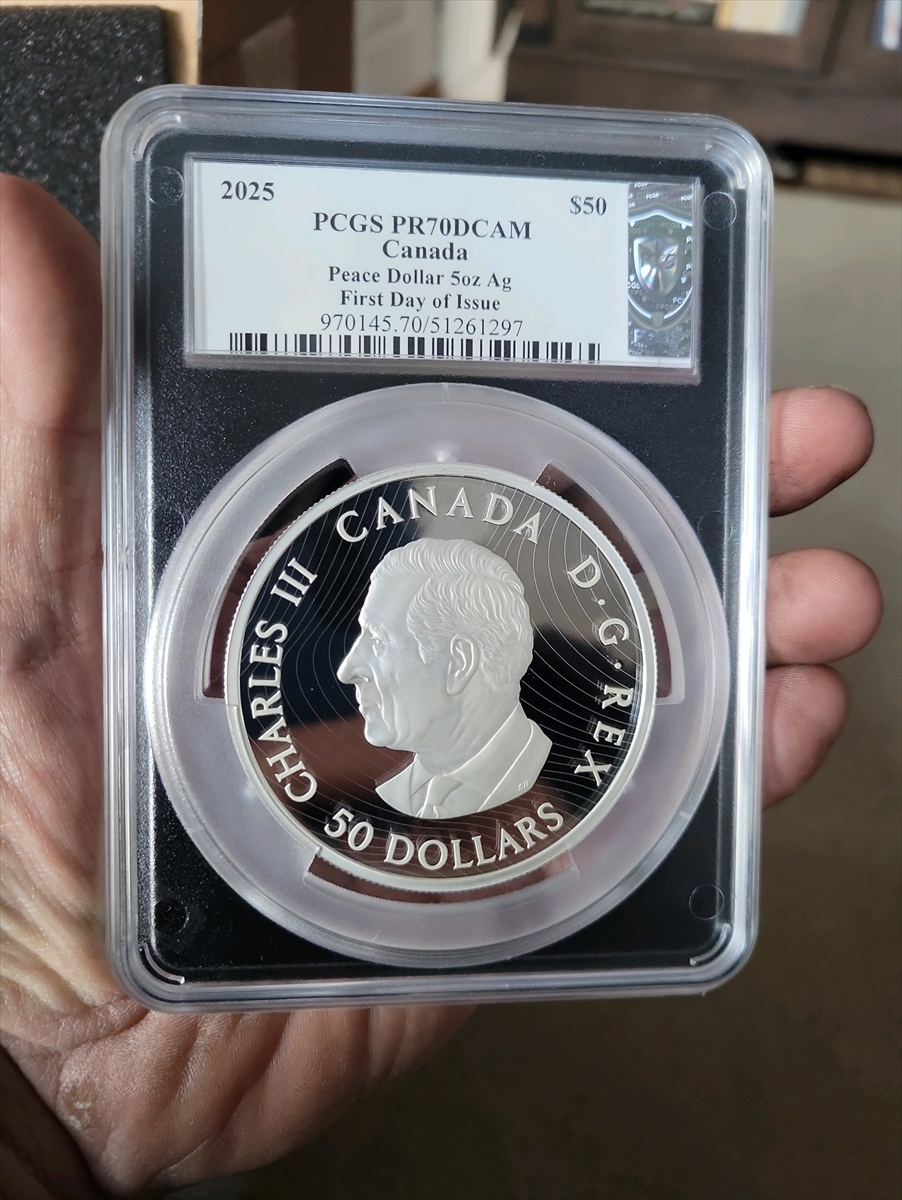 2025
$50
PCGS PR70DCAM
Canada
Peace Dollar 5oz Ag
First Day of Issue
970145.70/51261297
CHARLES III CANADA D·G·REX
50 DOLLARS